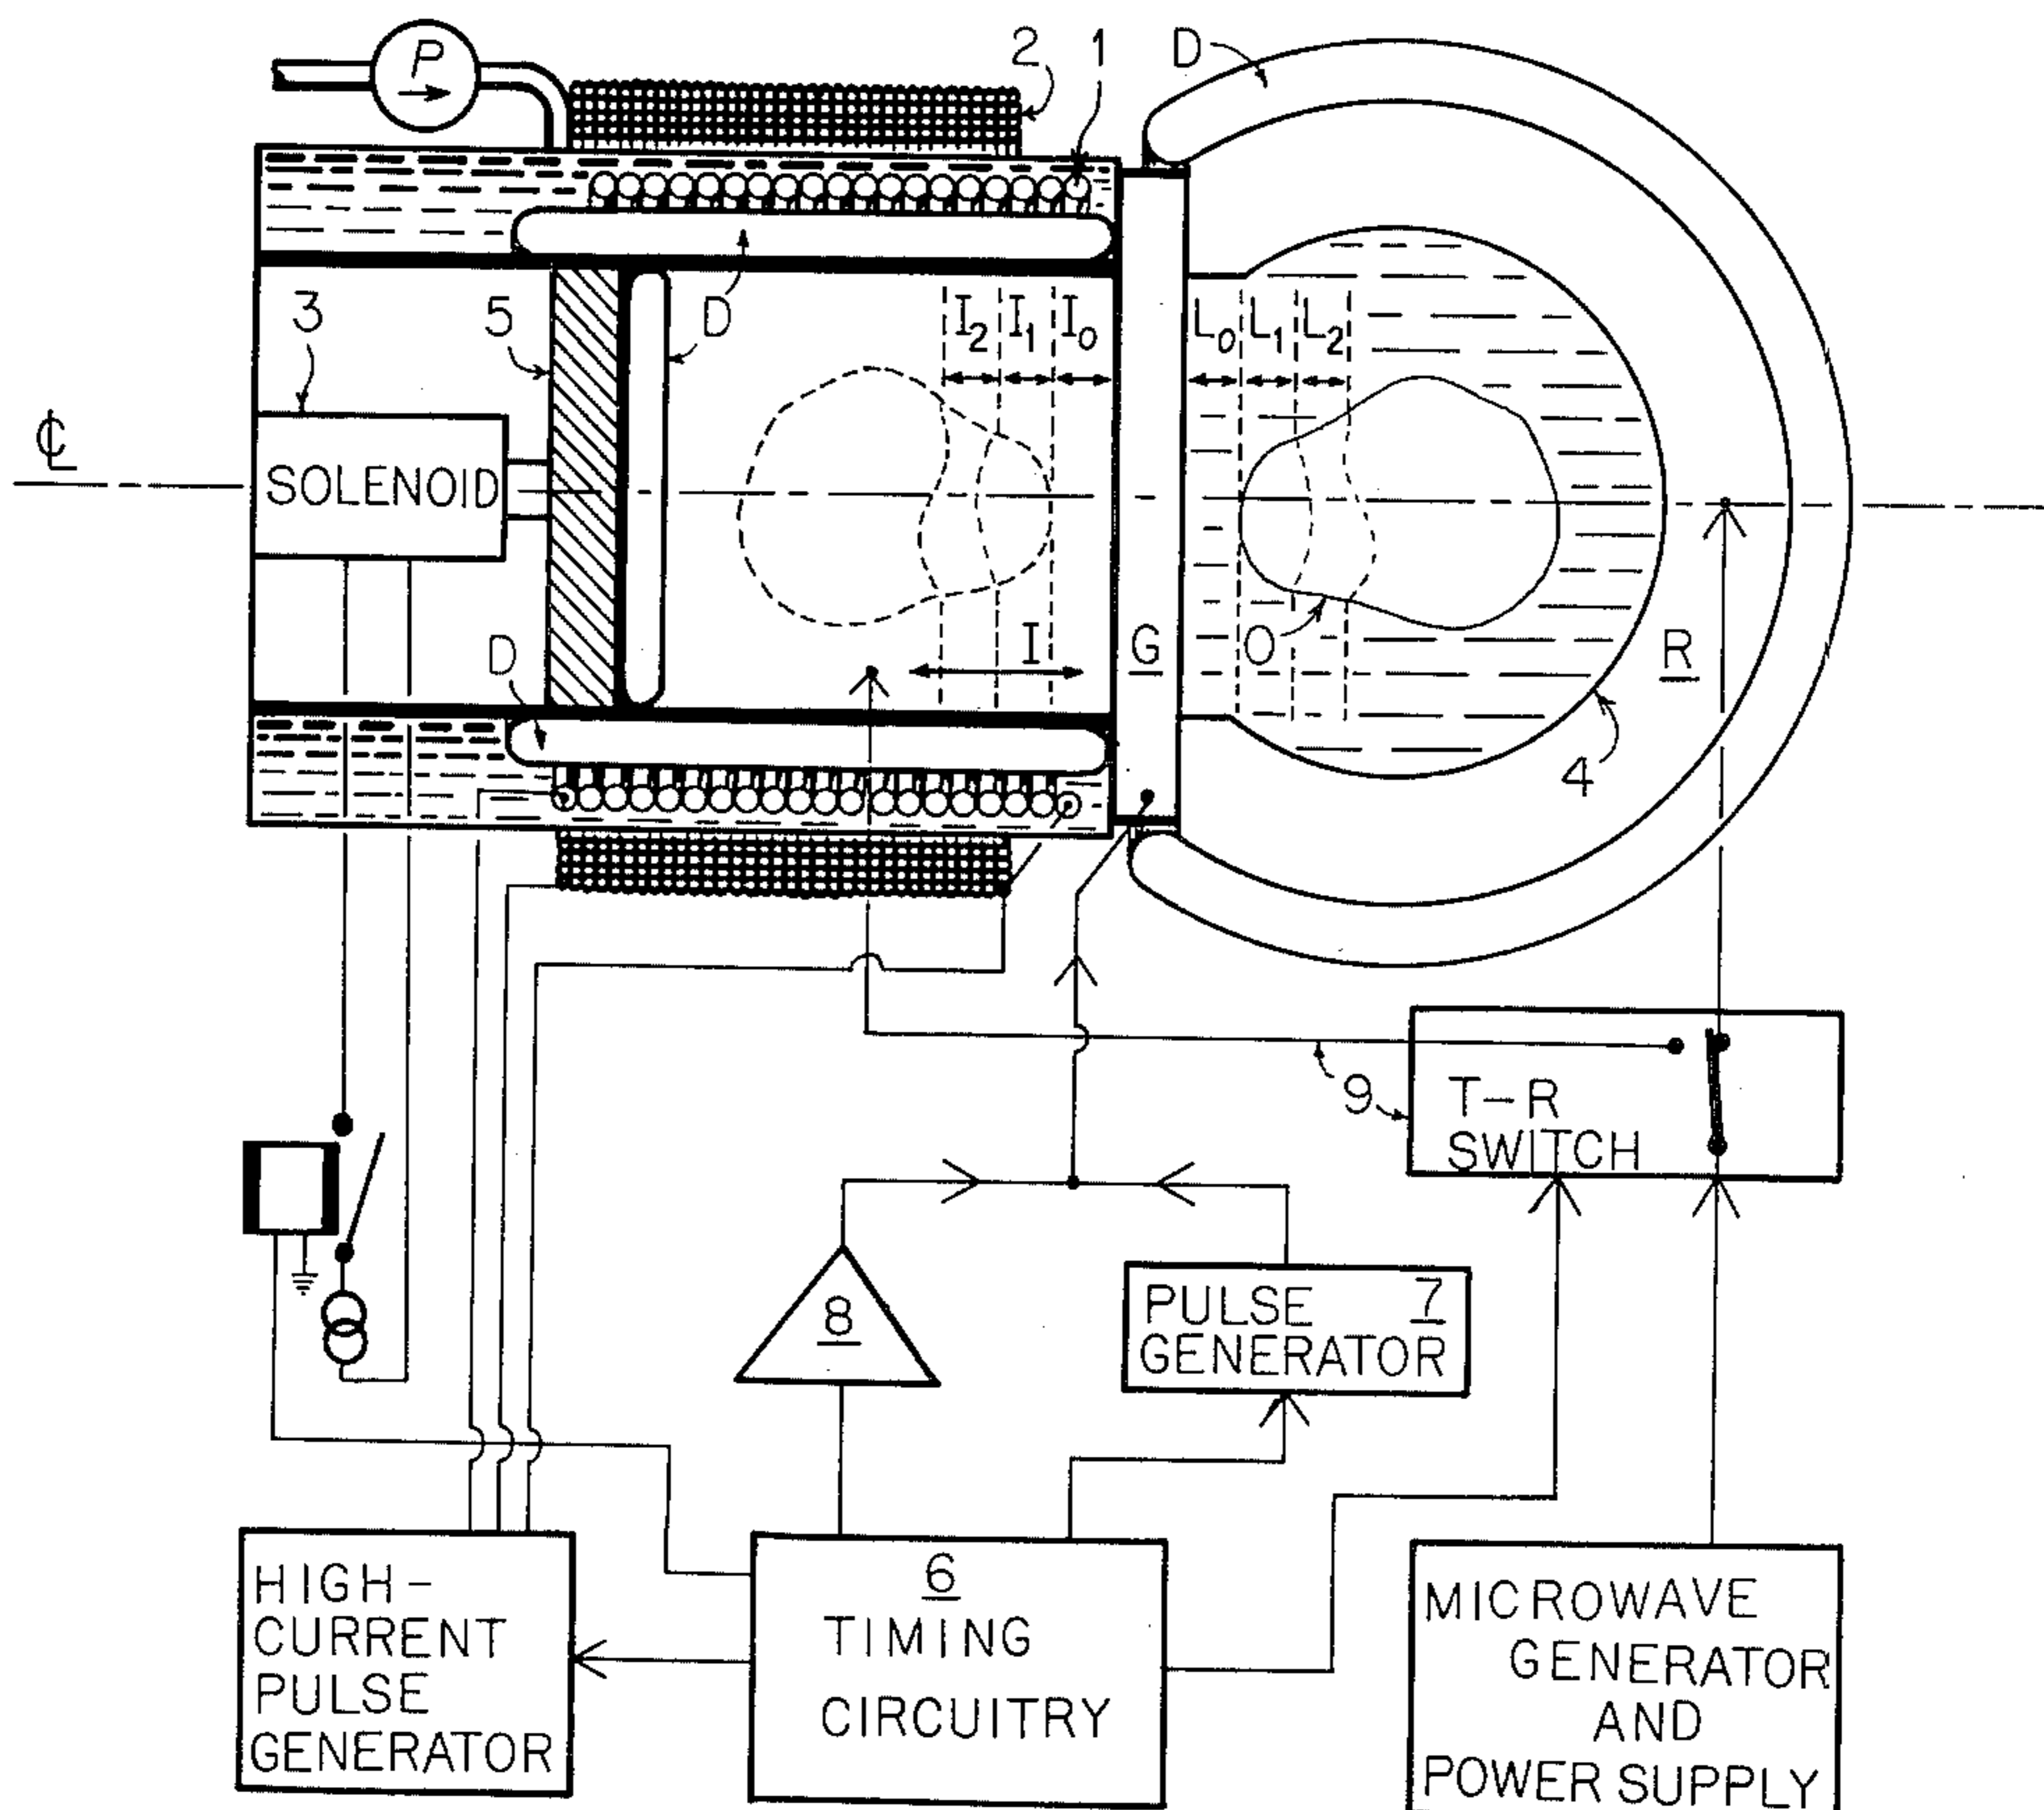 P
2
1
D
3
5
D
I2
I1
I0
L0
L1
L2
℄
SOLENOID
D
I
G
O
R
4
9
T-R
SWITCH
8
PULSE 7
GENERATOR
HIGH-
CURRENT
PULSE
GENERATOR
6
TIMING
CIRCUITRY
MICROWAVE
GENERATOR
AND
POWER SUPPLY